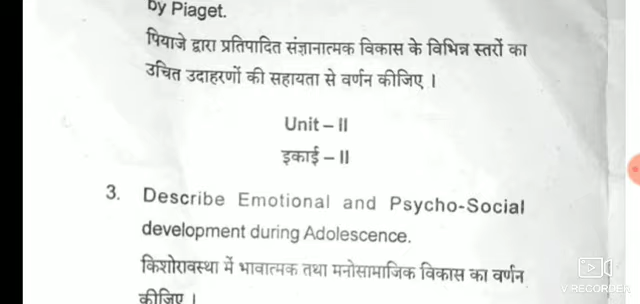 by Piaget.
पियाजे द्वारा प्रतिपादित संज्ञानात्मक विकास के विभिन्न स्तरों का
उचित उदाहरणों की सहायता से वर्णन कीजिए ।
Unit – II
इकाई – II
3. Describe Emotional and Psycho-Social
development during Adolescence.
किशोरावस्था में भावात्मक तथा मनोसामाजिक विकास का वर्णन
कीजिए ।
V RECORDER